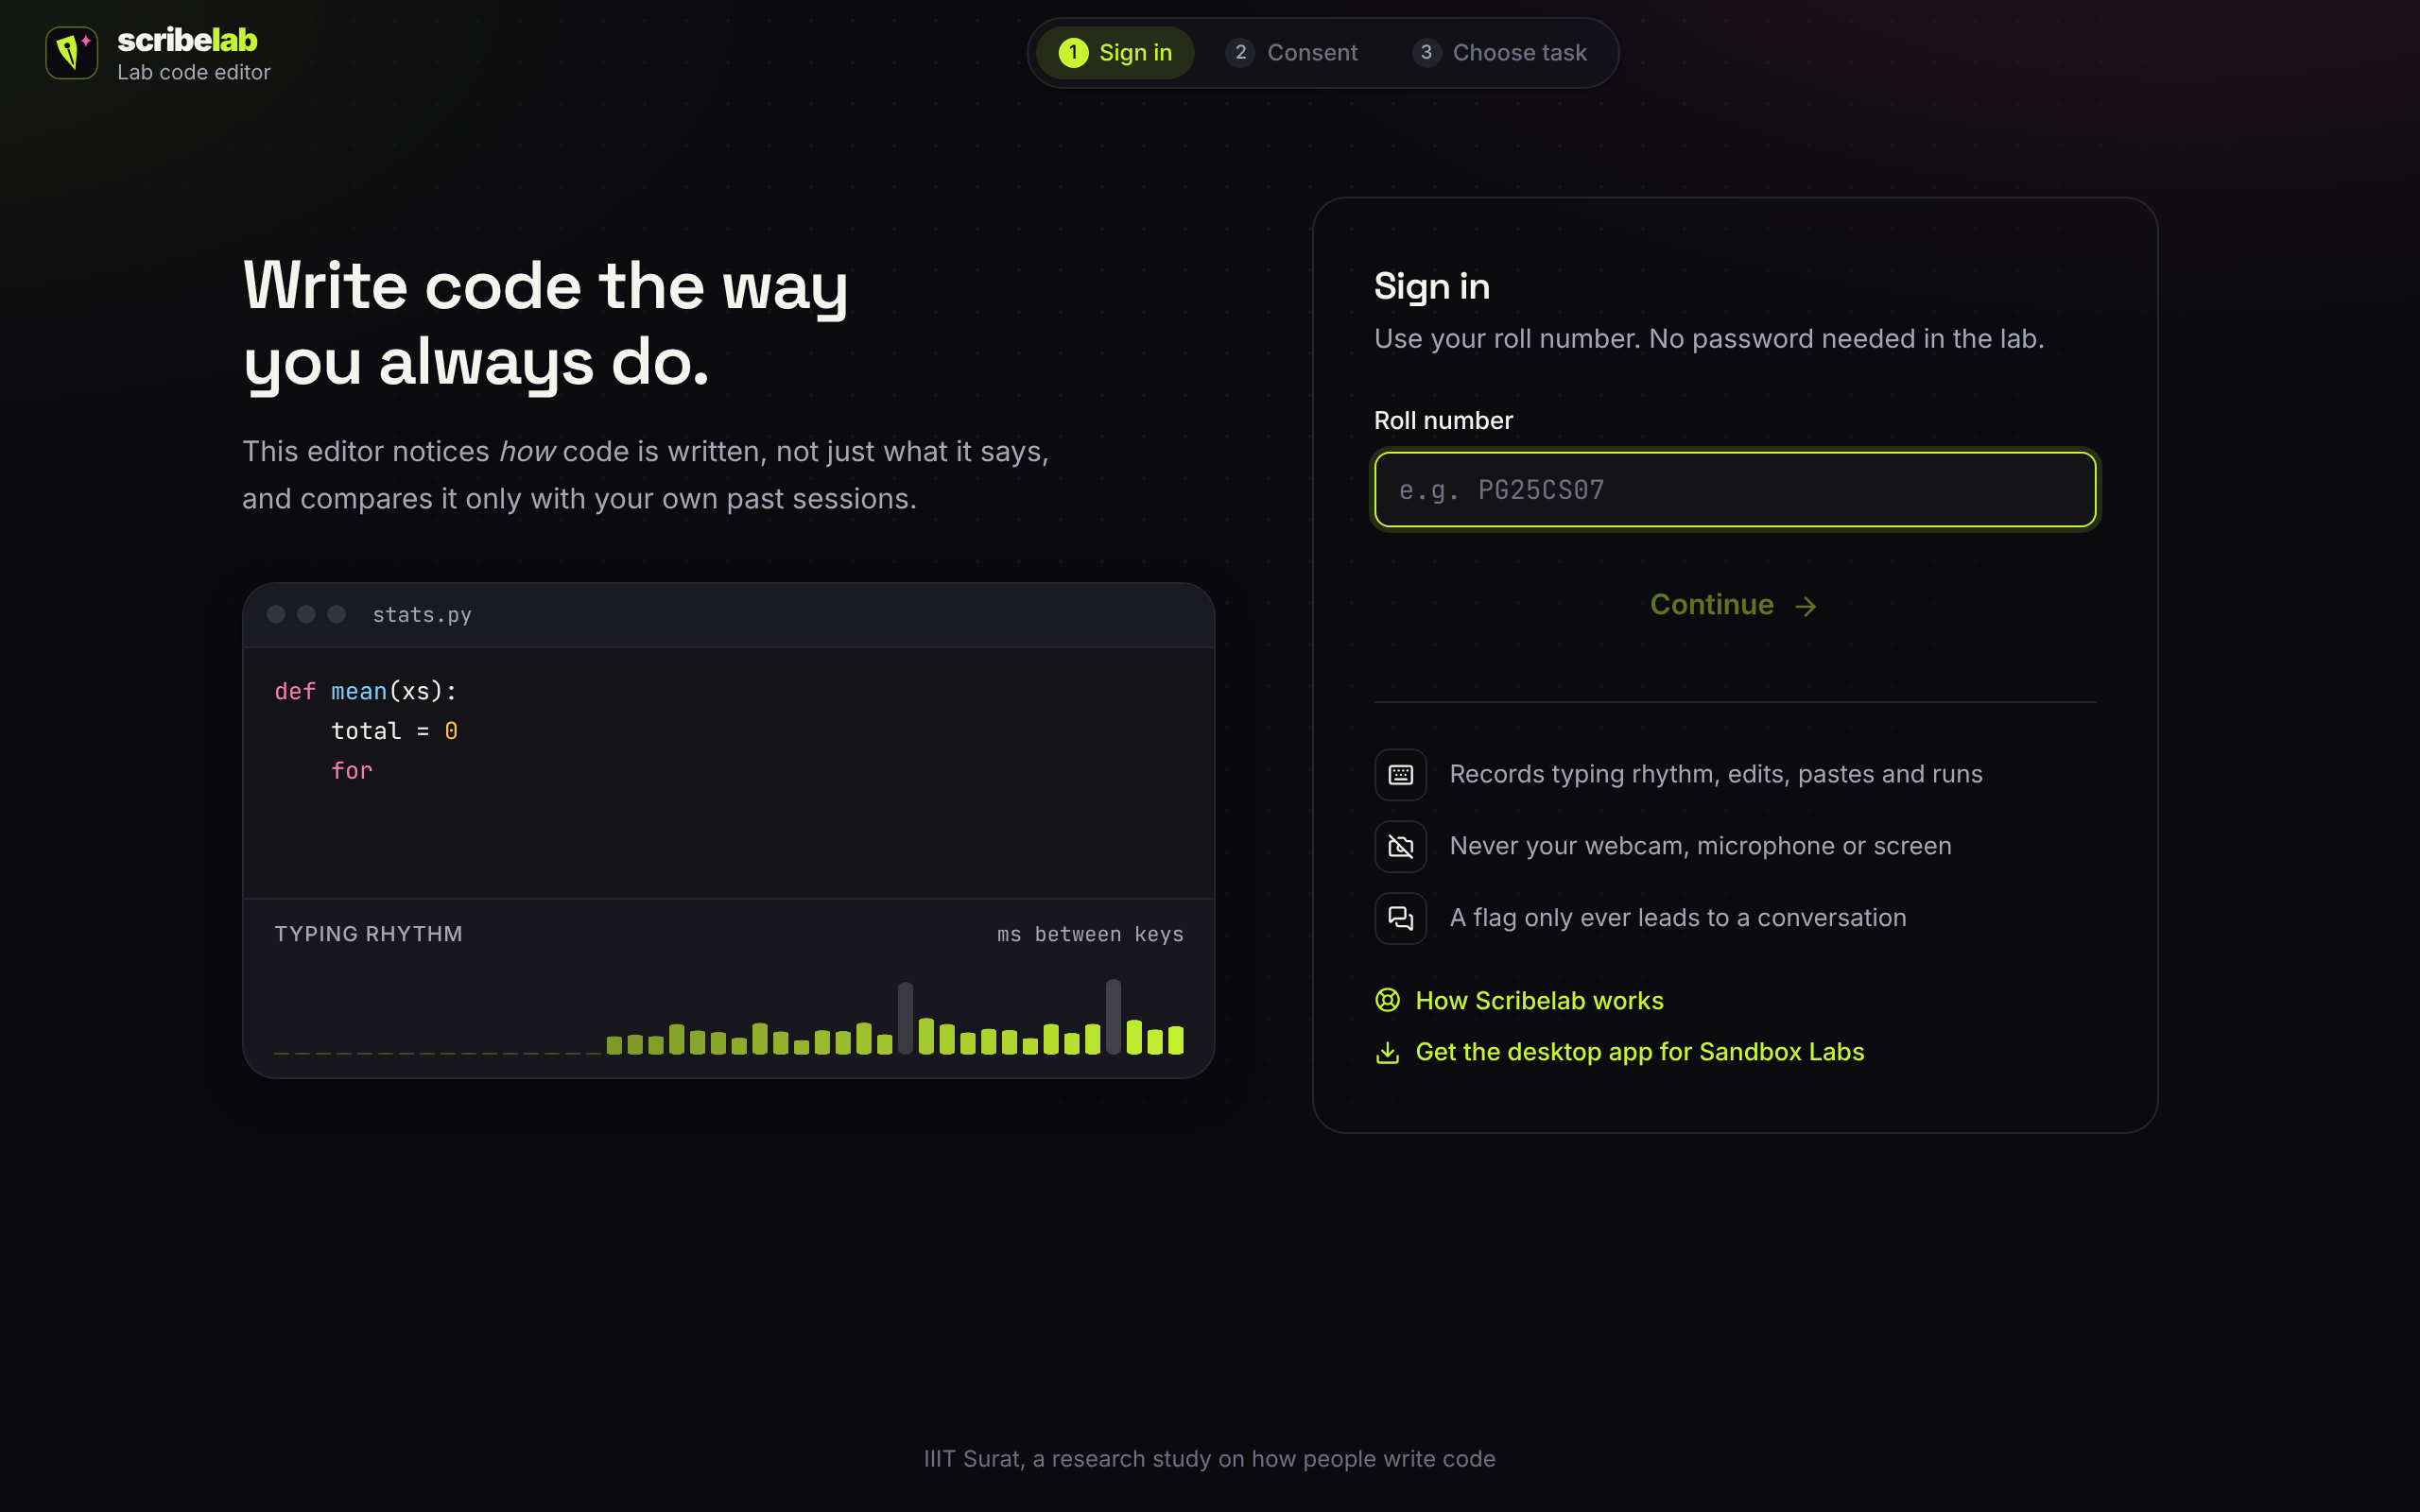 scribelab
Lab code editor
1 Sign in
2 Consent
3 Choose task
Write code the way
you always do.
This editor notices how code is written, not just what it says,
and compares it only with your own past sessions.
stats.py
def mean(xs):
    total = 0
    for
TYPING RHYTHM
ms between keys
Sign in
Use your roll number. No password needed in the lab.
Roll number
e.g. PG25CS07
Continue →
Records typing rhythm, edits, pastes and runs
Never your webcam, microphone or screen
A flag only ever leads to a conversation
How Scribelab works
Get the desktop app for Sandbox Labs
IIIT Surat, a research study on how people write code